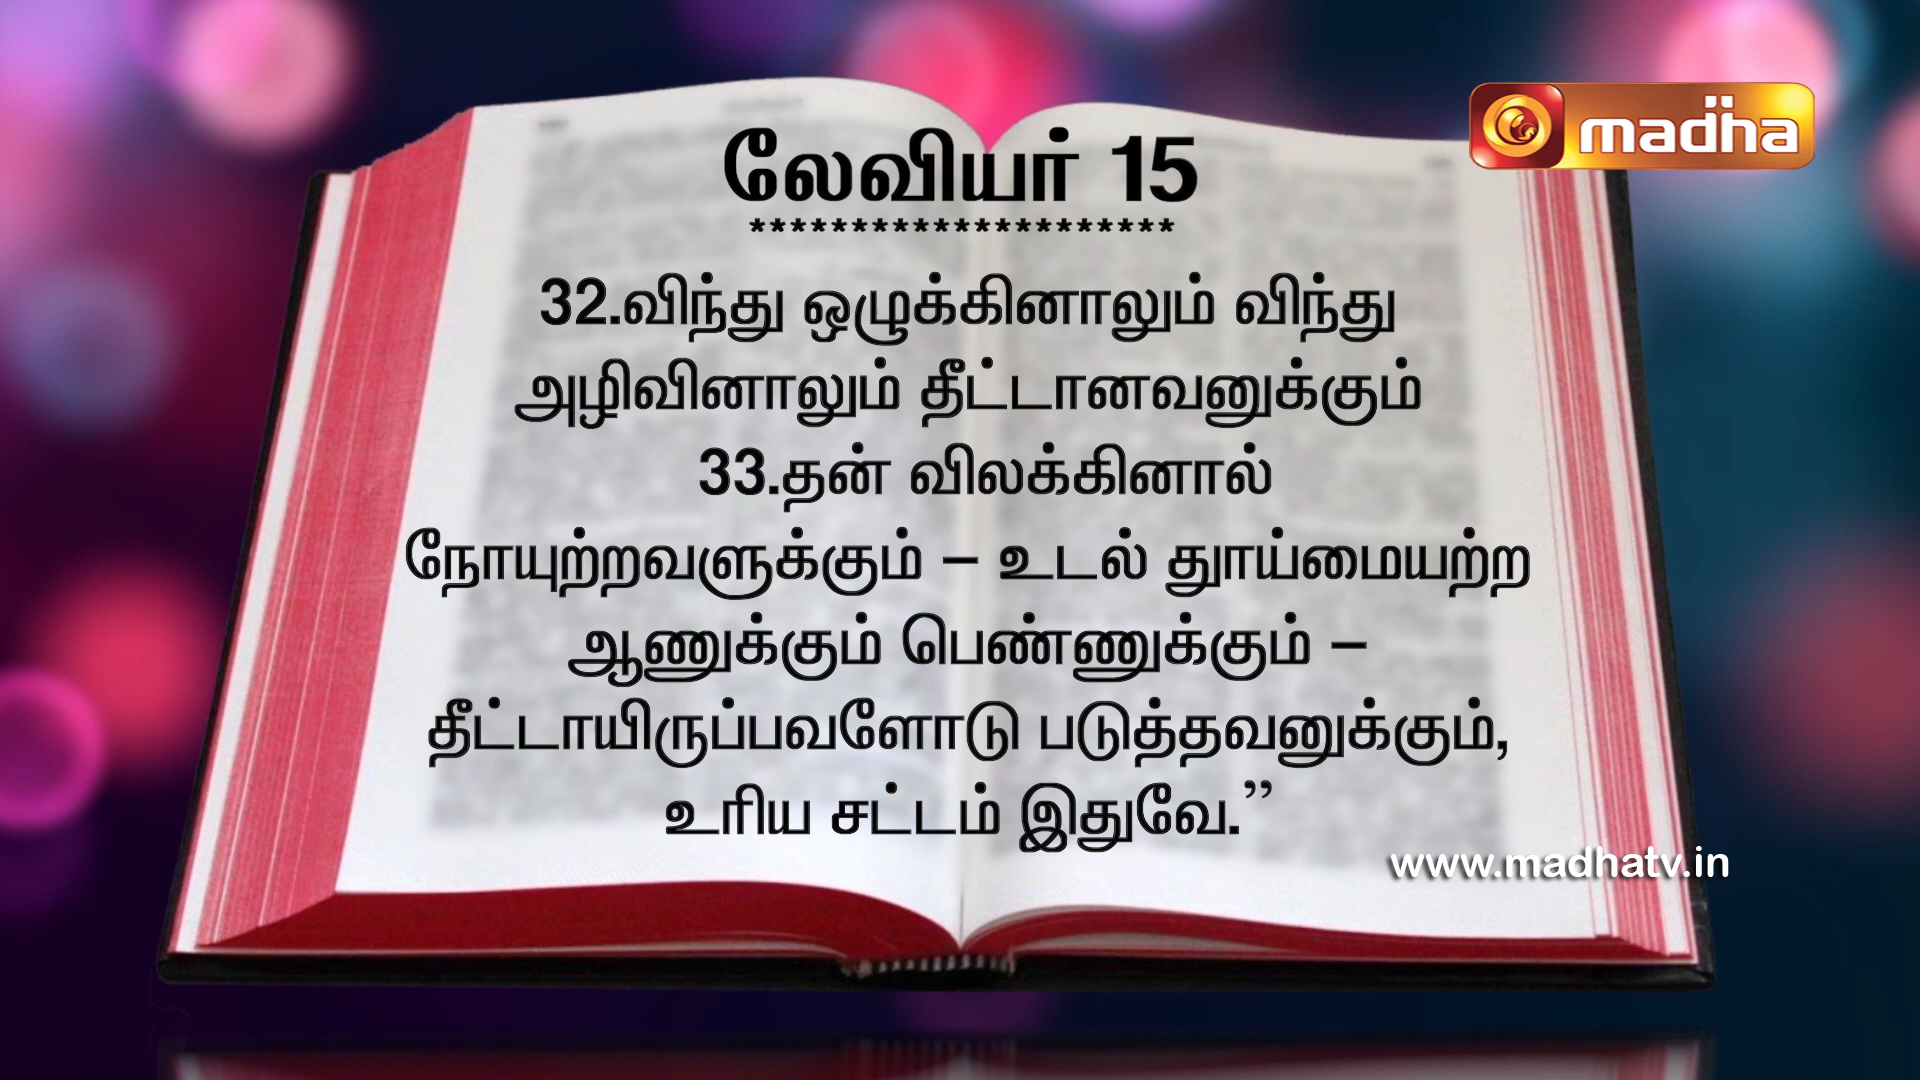 madha
லேவியர் 15
*********************
32.விந்து ஒழுக்கினாலும் விந்து
அழிவினாலும் தீட்டானவனுக்கும்
33.தன் விலக்கினால்
நோயுற்றவளுக்கும் – உடல் தூய்மையற்ற
ஆணுக்கும் பெண்ணுக்கும் –
தீட்டாயிருப்பவளோடு படுத்தவனுக்கும்,
உரிய சட்டம் இதுவே.”
www.madhatv.in